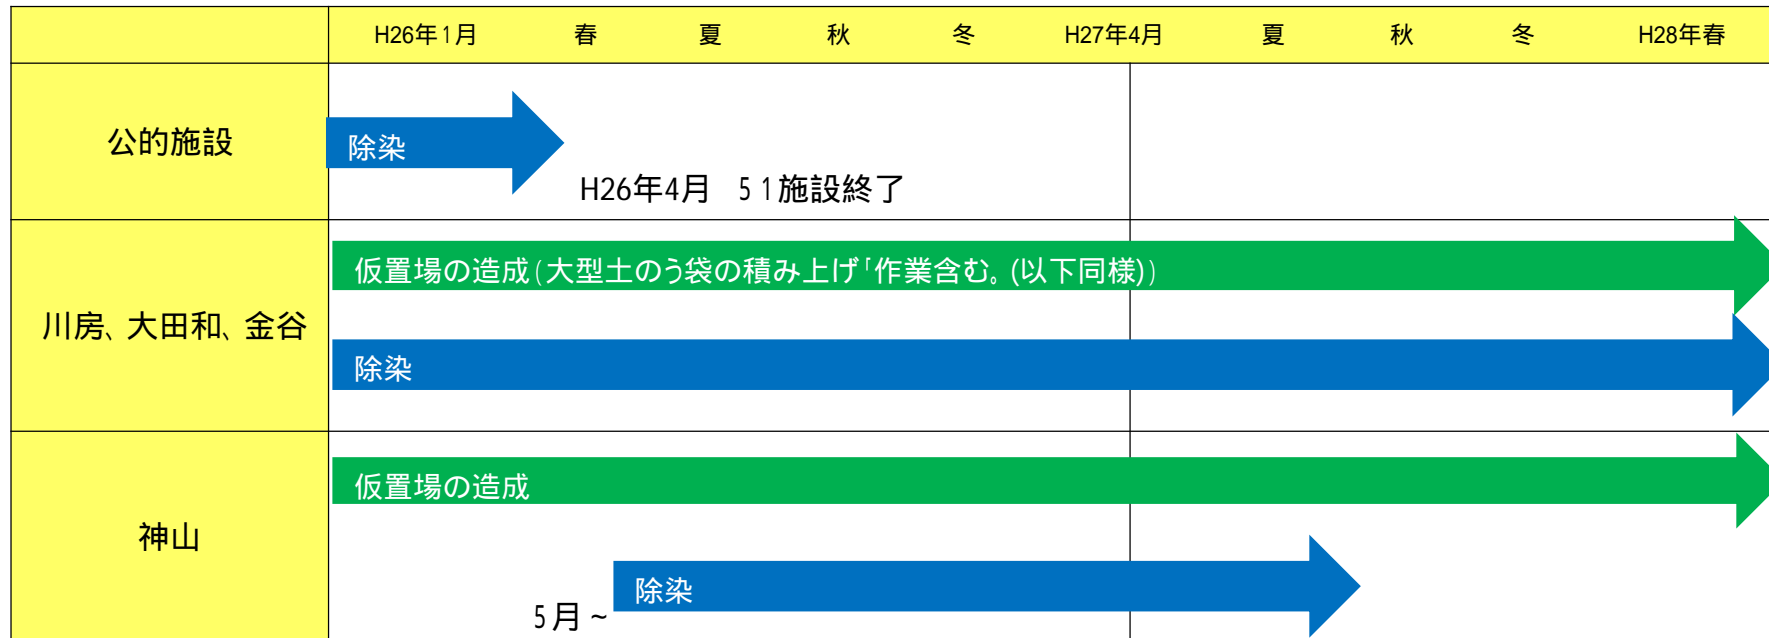 H26年1月 春 夏 秋 冬 H27年4月 夏 秋 冬 H28年春
公的施設
除染
H26年4月 51施設終了
川房、大田和、金谷
仮置場の造成(大型土のう袋の積み上げ「作業含む。(以下同様))
除染
神山
仮置場の造成
除染
5月~